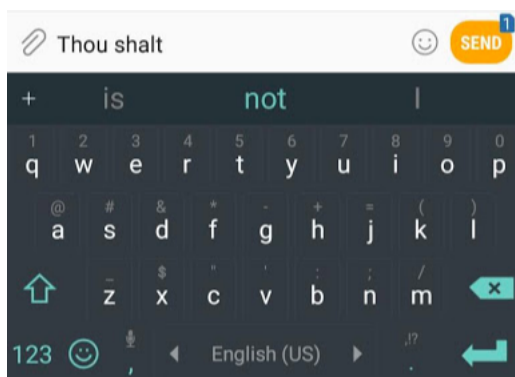 Thou shalt SEND 1
+ is not I
1 2 3 4 5 6 7 8 9 0
q w e r t y u i o p
@ # & * - + = ( )
a s d f g h j k l
_ $ " ' : ; /
z x c v b n m
123 , English (US) ,!? .